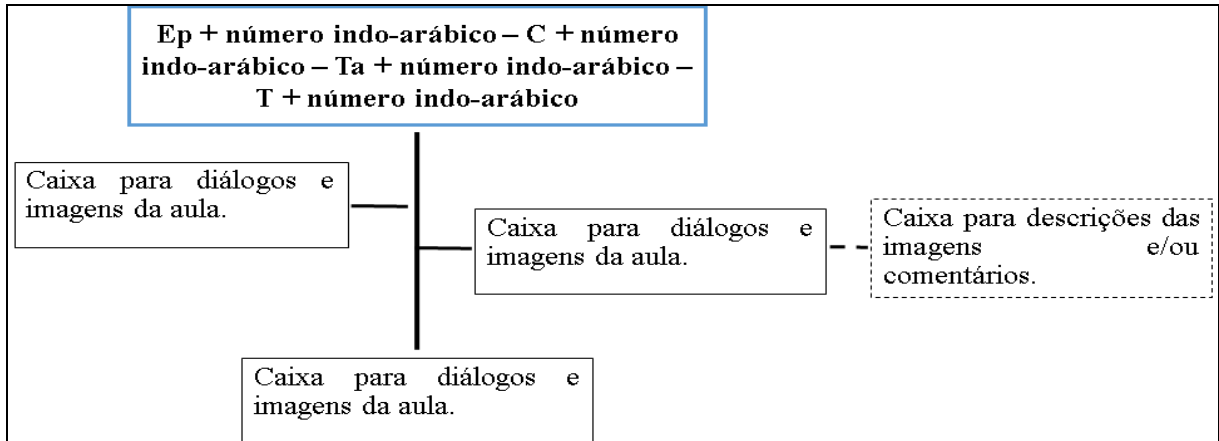 Ep + número indo-arábico – C + número
indo-arábico – Ta + número indo-arábico –
T + número indo-arábico
Caixa para diálogos e
imagens da aula.
Caixa para diálogos e
imagens da aula.
Caixa para descrições das
imagens e/ou
comentários.
Caixa para diálogos e
imagens da aula.